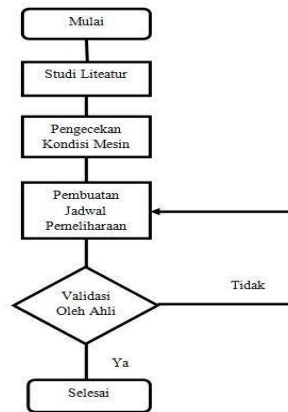 Mulai
Studi Liteatur
Pengecekan
Kondisi Mesin
Pembuatan
Jadwal
Pemeliharaan
Validasi
Oleh Ahli
Tidak
Ya
Selesai